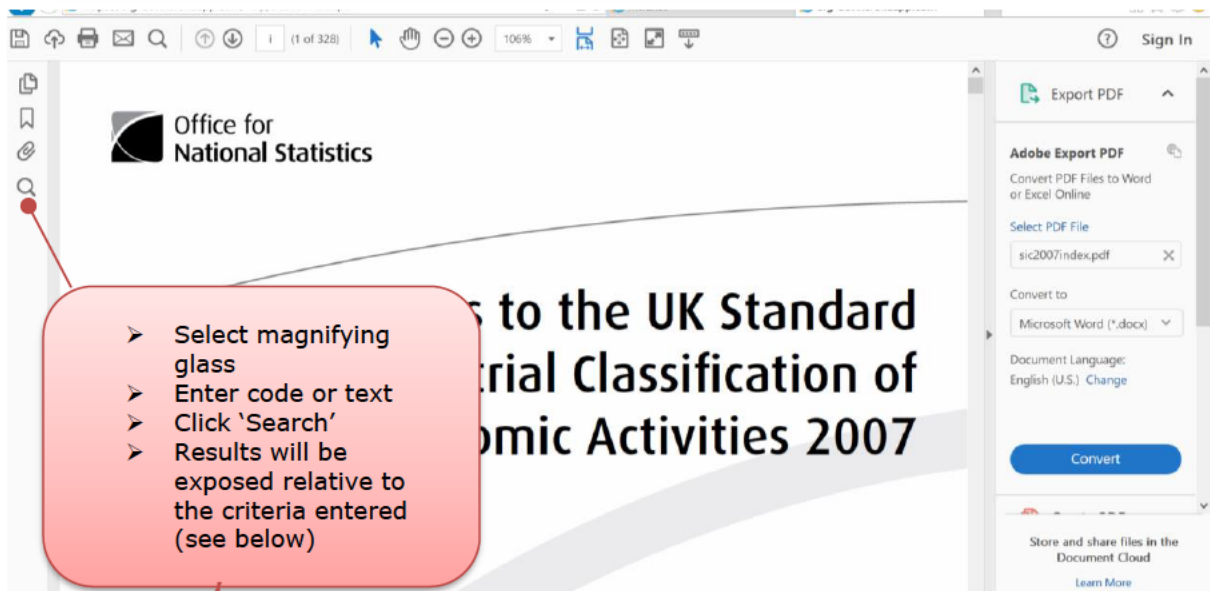 i (1 of 328) 106% Sign In
Office for
National Statistics
s to the UK Standard
trial Classification of
omic Activities 2007
➢ Select magnifying
glass
➢ Enter code or text
➢ Click ‘Search’
➢ Results will be
exposed relative to
the criteria entered
(see below)
Export PDF
Adobe Export PDF
Convert PDF Files to Word
or Excel Online
Select PDF File
sic2007index.pdf
Convert to
Microsoft Word (*.docx)
Document Language:
English (U.S.) Change
Convert
Store and share files in the
Document Cloud
Learn More